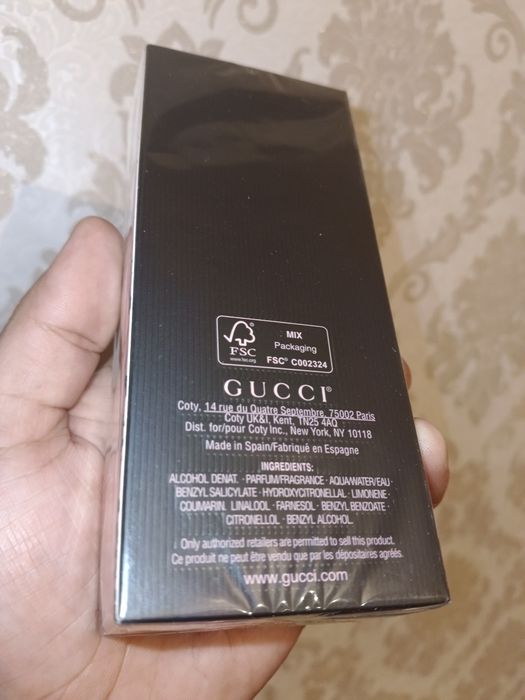 FSC
www.fsc.org
MIX
Packaging
FSC® C002324
GUCCI®
Coty, 14 rue du Quatre Septembre, 75002 Paris
Coty UK&I, Kent, TN25 4AQ
Dist. for/pour Coty Inc., New York, NY 10118
Made in Spain/Fabriqué en Espagne
INGREDIENTS:
ALCOHOL DENAT. · PARFUM/FRAGRANCE · AQUA/WATER/EAU ·
BENZYL SALICYLATE · HYDROXYCITRONELLAL · LIMONENE ·
COUMARIN. LINALOOL · FARNESOL · BENZYL BENZOATE ·
CITRONELLOL · BENZYL ALCOHOL.
Only authorized retailers are permitted to sell this product.
Ce produit ne peut être vendu que par les dépositaires agréés.
www.gucci.com